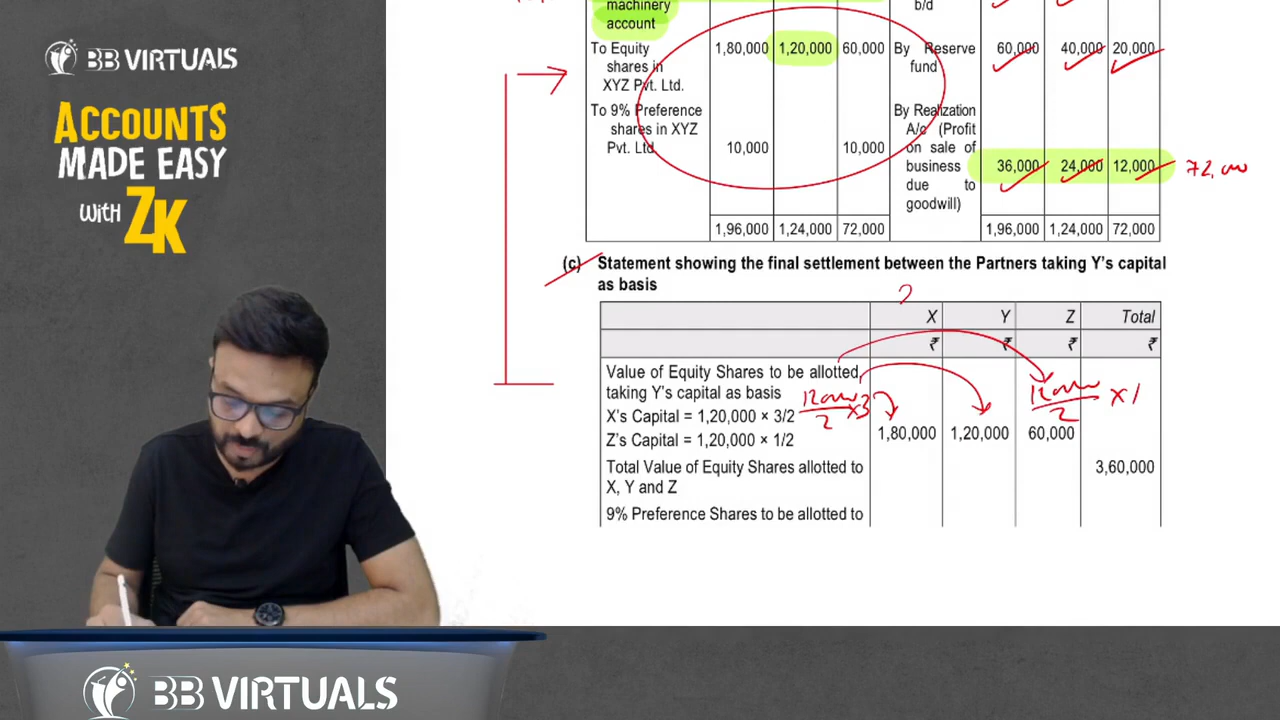 BB VIRTUALS
ACCOUNTS
MADE EASY
WITH ZK
machinery
account
b/d
To Equity shares in XYZ Pvt. Ltd. 1,80,000 1,20,000 60,000 By Reserve fund 60,000 40,000 20,000
To 9% Preference shares in XYZ Pvt. Ltd 10,000 10,000 By Realization A/c (Profit on sale of business due to goodwill) 36,000 24,000 12,000 72,000
1,96,000 1,24,000 72,000 1,96,000 1,24,000 72,000
(c) Statement showing the final settlement between the Partners taking Y's capital
as basis
X Y Z Total
₹ ₹ ₹ ₹
Value of Equity Shares to be allotted,
taking Y's capital as basis
X's Capital = 1,20,000 × 3/2
Z's Capital = 1,20,000 × 1/2
1,80,000 1,20,000 60,000
Total Value of Equity Shares allotted to
X, Y and Z
3,60,000
9% Preference Shares to be allotted to
BB VIRTUALS